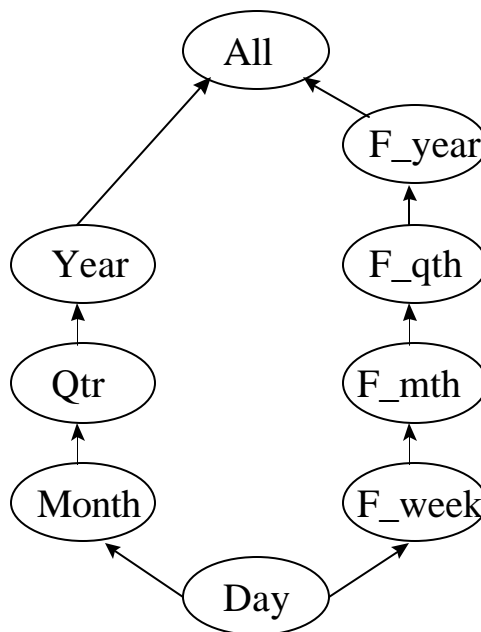 All
F_year
Year
F_qth
Qtr
F_mth
Month
F_week
Day